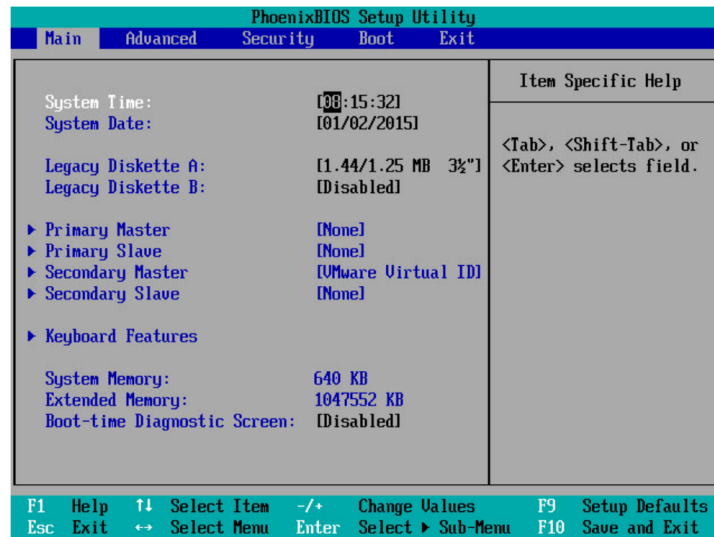 PhoenixBIOS Setup Utility
Main Advanced Security Boot Exit
Item Specific Help
System Time: [08:15:32]
System Date: [01/02/2015]
<Tab>, <Shift-Tab>, or
<Enter> selects field.
Legacy Diskette A: [1.44/1.25 MB 3½"]
Legacy Diskette B: [Disabled]
▶ Primary Master [None]
▶ Primary Slave [None]
▶ Secondary Master [VMware Virtual ID]
▶ Secondary Slave [None]
▶ Keyboard Features
System Memory: 640 KB
Extended Memory: 1047552 KB
Boot-time Diagnostic Screen: [Disabled]
F1 Help ↑↓ Select Item -/+ Change Values F9 Setup Defaults
Esc Exit ↔ Select Menu Enter Select ▶ Sub-Menu F10 Save and Exit